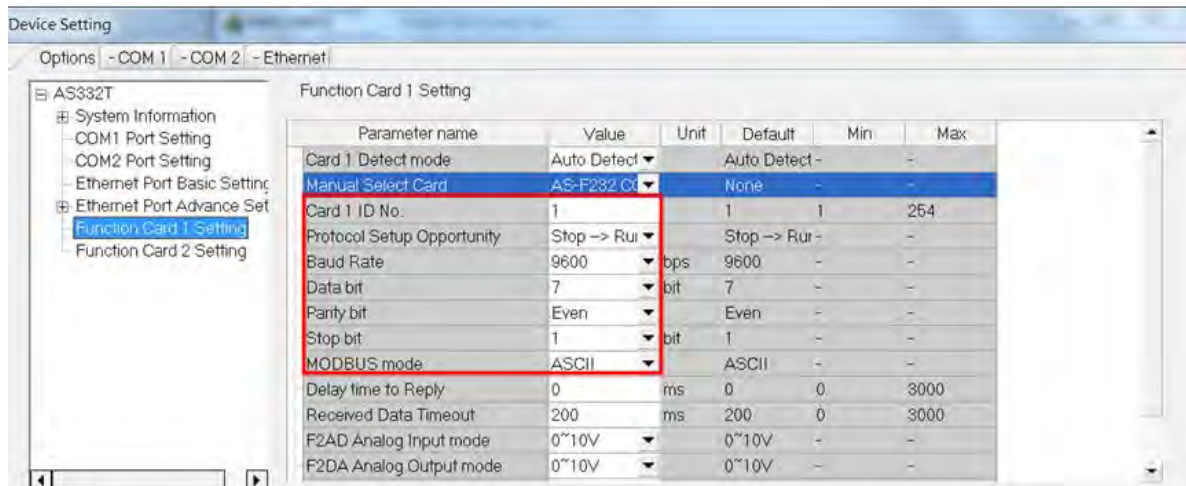 Device Setting
Options - COM 1 - COM 2 - Ethernet
AS332T
System Information
COM1 Port Setting
COM2 Port Setting
Ethernet Port Basic Setting
Ethernet Port Advance Set
Function Card 1 Setting
Function Card 2 Setting
Function Card 1 Setting
Parameter name Value Unit Default Min Max
Card 1 Detect mode Auto Detect Auto Detect - -
Manual Select Card AS-F232 CO None - -
Card 1 ID No. 1 1 1 254
Protocol Setup Opportunity Stop -> Rur Stop -> Rur - -
Baud Rate 9600 bps 9600 - -
Data bit 7 bit 7 - -
Parity bit Even Even - -
Stop bit 1 bit 1 - -
MODBUS mode ASCII ASCII - -
Delay time to Reply 0 ms 0 0 3000
Received Data Timeout 200 ms 200 0 3000
F2AD Analog Input mode 0~10V 0~10V - -
F2DA Analog Output mode 0~10V 0~10V - -